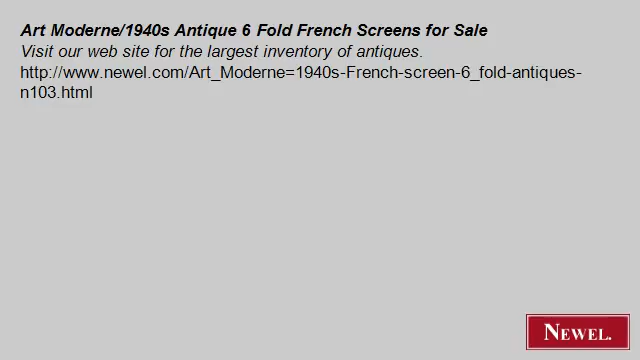 Art Moderne/1940s Antique 6 Fold French Screens for Sale
Visit our web site for the largest inventory of antiques.
http://www.newel.com/Art_Moderne=1940s-French-screen-6_fold-antiques-
n103.html
NEWEL.